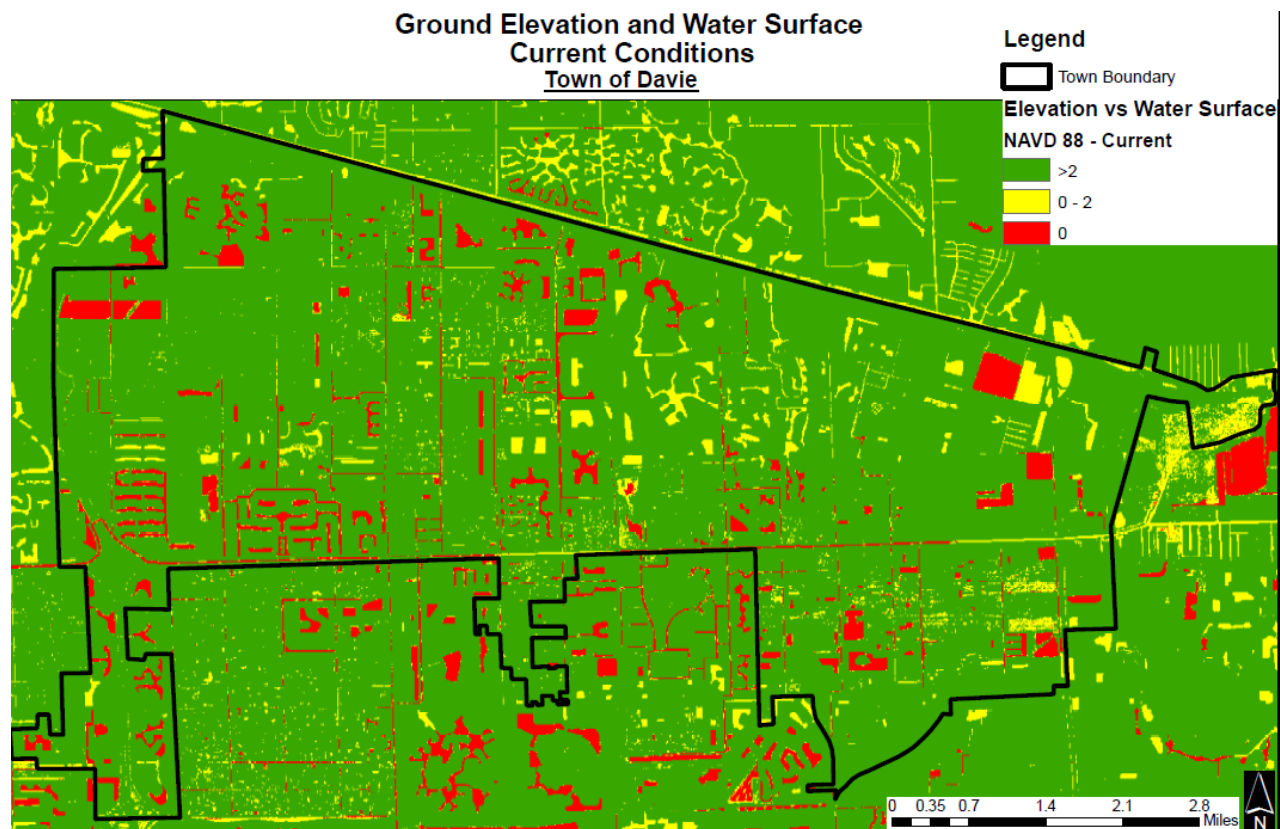 Ground Elevation and Water Surface
Current Conditions
Town of Davie
Legend
Town Boundary
Elevation vs Water Surface
NAVD 88 - Current
>2
0 - 2
0
0 0.35 0.7 1.4 2.1 2.8
Miles
N